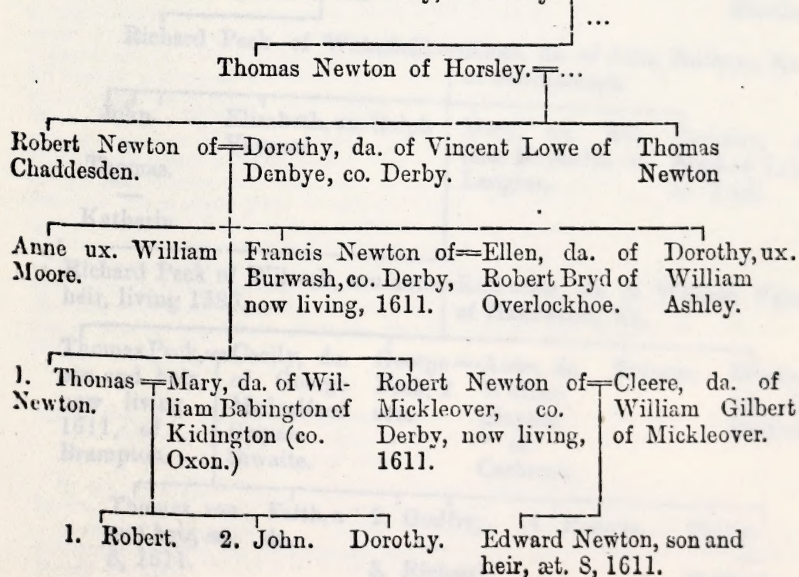 ...
Thomas Newton of Horsley.=...
Robert Newton of=Dorothy, da. of Vincent Lowe of
Chaddesden.
Denbye, co. Derby.
Thomas
Newton
Anne ux. William
Moore.
Francis Newton of=Ellen, da. of
Burwash, co. Derby,
now living, 1611.
Robert Bryd of
Overlockhoe.
Dorothy, ux.
William
Ashley.
1. Thomas=Mary, da. of Wil-
Newton.
liam Babington of
Kidington (co.
Oxon.)
Robert Newton of=Cleere, da. of
Mickleover, co.
Derby, now living,
1611.
William Gilbert
of Mickleover.
1. Robert. 2. John. Dorothy.
Edward Newton, son and
heir, æt. 8, 1611.